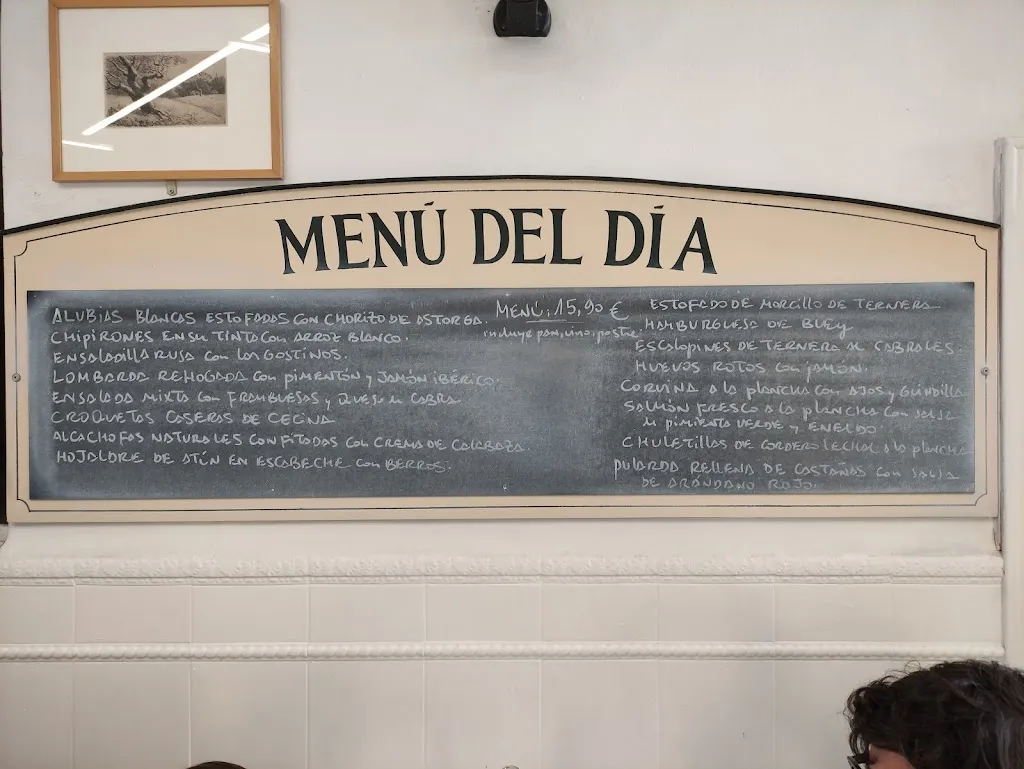 MENÚ DEL DÍA
ALUBIAS BLANCAS ESTOFADAS CON CHORIZO DE ASTORGA.
CHIPIRONES EN SU TINTA CON ARROZ BLANCO.
ENSALADILLA RUSA CON LANGOSTINOS.
LOMBARDA REHOGADA CON PIMENTÓN Y JAMÓN IBÉRICO.
ENSALADA MIXTA CON FRAMBUESAS Y QUESO DE CABRA
CROQUETAS CASERAS DE CECINA
ALCACHOFAS NATURALES CONFITADAS CON CREMA DE CALABAZA.
HOJALDRE DE ATÚN EN ESCABECHE CON BERROS.
MENÚ: 15,90 €
incluye pan, vino, postre.
ESTOFADO DE MORCILLO DE TERNERA
HAMBURGUESA DE BUEY
ESCALOPINES DE TERNERA AL CABRALES.
HUEVOS ROTOS CON JAMÓN.
CORVINA A LA PLANCHA CON AJOS Y GUINDILLA
SALMÓN FRESCO A LA PLANCHA CON SALSA
DE PIMIENTA VERDE Y ENELDO.
CHULETILLAS DE CORDERO LECHAL A LA PLANCHA
PULARDA RELLENA DE CASTAÑAS CON SALSA
DE ARÁNDANO ROJO.